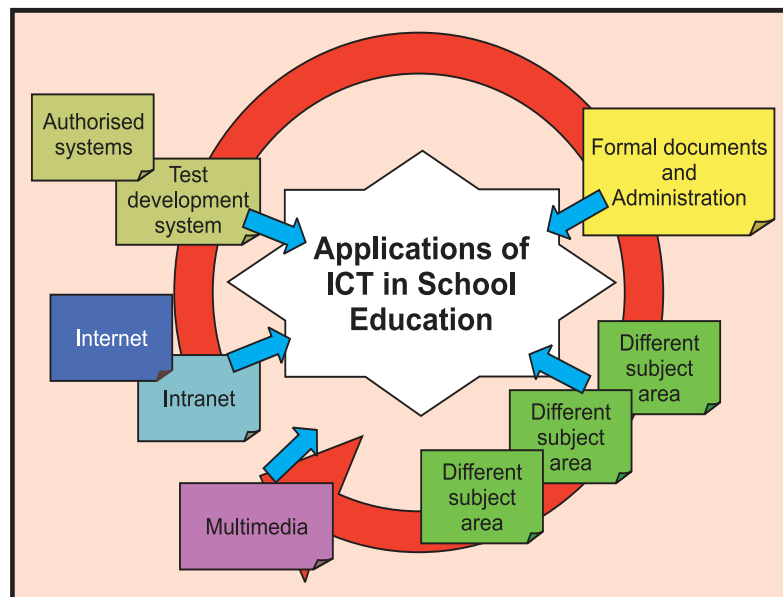 Authorised
systems
Test
development
system
Formal documents
and
Administration
Applications of
ICT in School
Education
Internet
Intranet
Different
subject
area
Different
subject
area
Different
subject
area
Multimedia